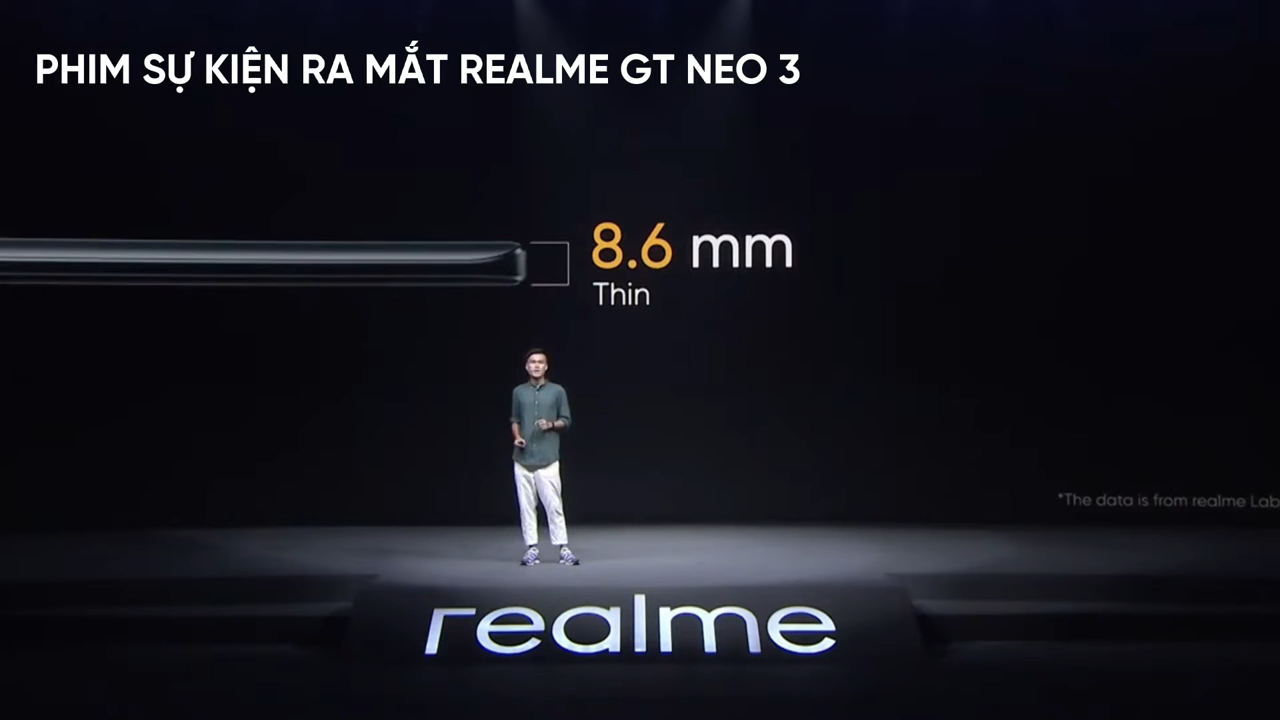 PHIM SỰ KIỆN RA MẮT REALME GT NEO 3
8.6 mm
Thin
*The data is from realme Lab
realme